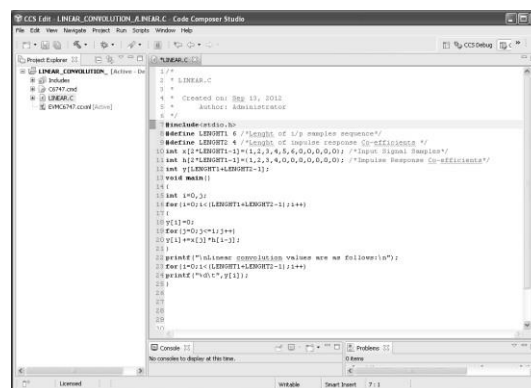 CCS Edit - LINEAR_CONVOLUTION_/LINEAR.C - Code Composer Studio
File Edit View Navigate Project Run Scripts Window Help
CCS Debug
Project Explorer
LINEAR_CONVOLUTION_ [Active - De
Includes
C6747.cmd
LINEAR.C
EVMC6747.ccxml [Active]
*LINEAR.C
1 /*
2 * LINEAR.C
3 *
4 * Created on: Sep 13, 2012
5 * Author: Administrator
6 */
7 #include<stdio.h>
8 #define LENGHT1 6 /*Lenght of i/p samples sequence*/
9 #define LENGHT2 4 /*Lenght of impulse response Co-efficients*/
10 int x[2*LENGHT1-1]={1,2,3,4,5,6,0,0,0,0,0}; /*Input Signal Samples*/
11 int h[2*LENGHT1-1]={1,2,3,4,0,0,0,0,0,0,0}; /*Impulse Response Co-efficients*/
12 int y[LENGHT1+LENGHT2-1];
13 void main()
14 {
15 int i=0,j;
16 for(i=0;i<(LENGHT1+LENGHT2-1);i++)
17 {
18 y[i]=0;
19 for(j=0;j<=i;j++)
20 y[i]+=x[j]*h[i-j];
21 }
22 printf("\nLinear convolution values are as follows:\n");
23 for(i=0;i<(LENGHT1+LENGHT2-1);i++)
24 printf("%d\t",y[i]);
25 }
26
27
28
29
30
Console
No consoles to display at this time.
Problems
0 items
Licensed
Writable
Smart Insert
7 : 1